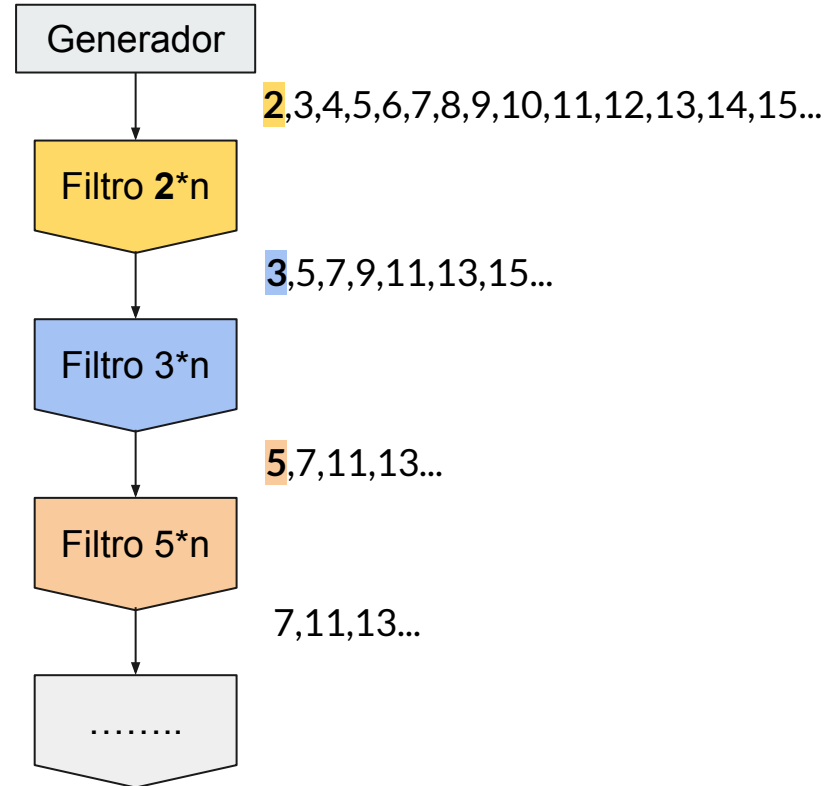 Generador
2,3,4,5,6,7,8,9,10,11,12,13,14,15...
Filtro 2*n
3,5,7,9,11,13,15...
Filtro 3*n
5,7,11,13...
Filtro 5*n
7,11,13...
........